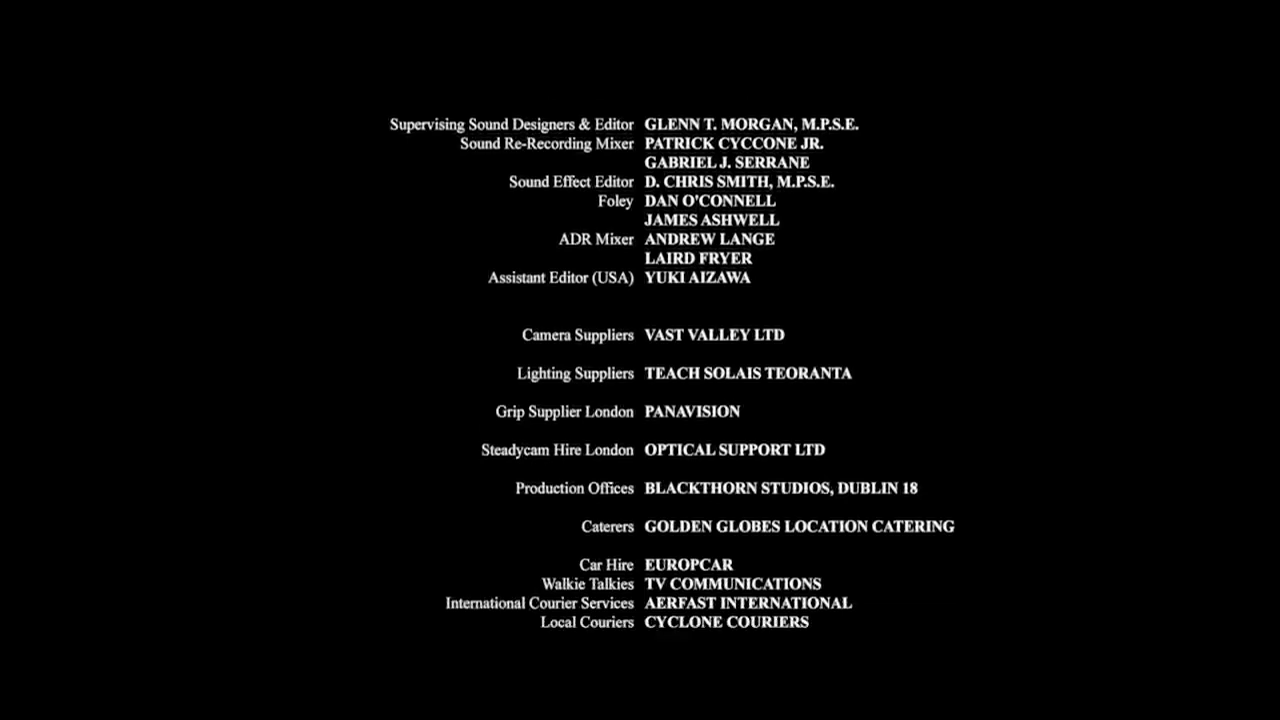 Supervising Sound Designers & Editor GLENN T. MORGAN, M.P.S.E.
Sound Re-Recording Mixer PATRICK CYCCONE JR.
GABRIEL J. SERRANE
Sound Effect Editor D. CHRIS SMITH, M.P.S.E.
Foley DAN O'CONNELL
JAMES ASHWELL
ADR Mixer ANDREW LANGE
LAIRD FRYER
Assistant Editor (USA) YUKI AIZAWA
Camera Suppliers VAST VALLEY LTD
Lighting Suppliers TEACH SOLAIS TEORANTA
Grip Supplier London PANAVISION
Steadycam Hire London OPTICAL SUPPORT LTD
Production Offices BLACKTHORN STUDIOS, DUBLIN 18
Caterers GOLDEN GLOBES LOCATION CATERING
Car Hire EUROPCAR
Walkie Talkies TV COMMUNICATIONS
International Courier Services AERFAST INTERNATIONAL
Local Couriers CYCLONE COURIERS